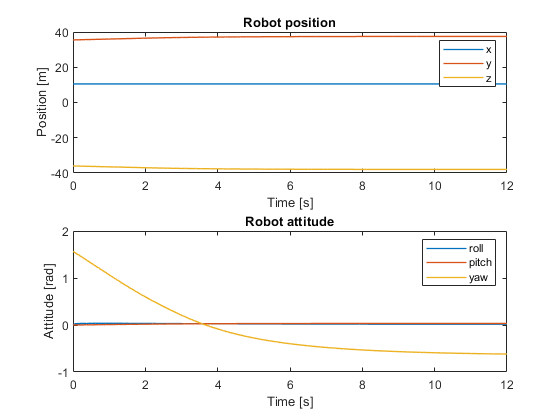 Robot position
40
20
0
-20
-40
Position [m]
x
y
z
0 2 4 6 8 10 12
Time [s]
Robot attitude
2
1
0
-1
Attitude [rad]
roll
pitch
yaw
0 2 4 6 8 10 12
Time [s]